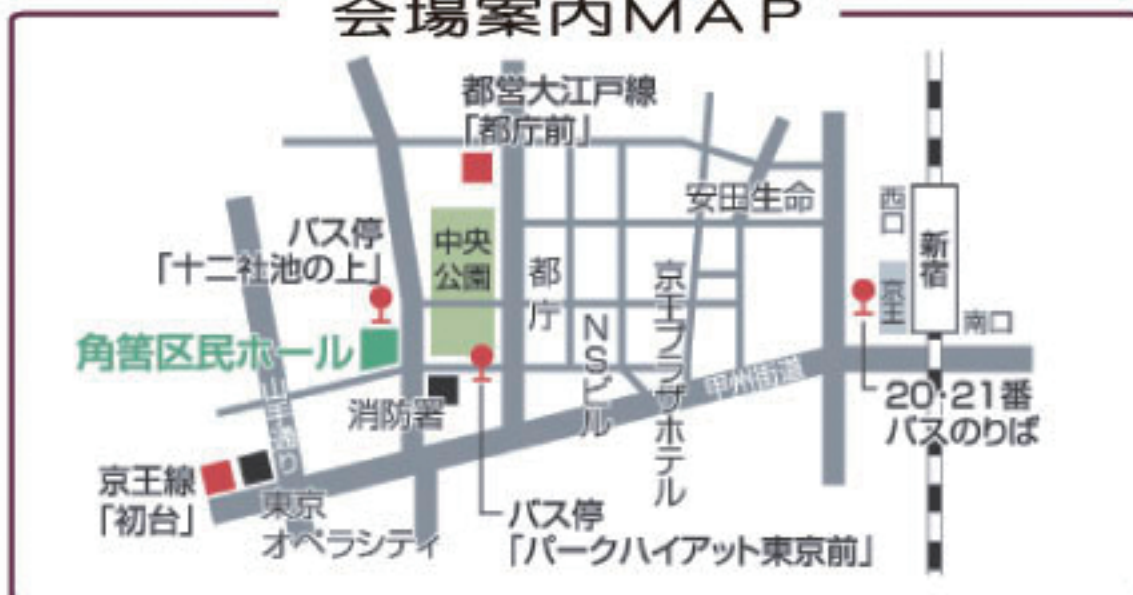 会場案内MAP
都営大江戸線
「都庁前」
安田生命
西口
新宿
バス停
「十二社池の上」
中央
公園
都庁
京王プラザホテル
京王
南口
NSビル
角筈区民ホール
甲州街道
消防署
山手通り
20・21番
バスのりば
京王線
「初台」
東京
オペラシティ
バス停
「パークハイアット東京前」